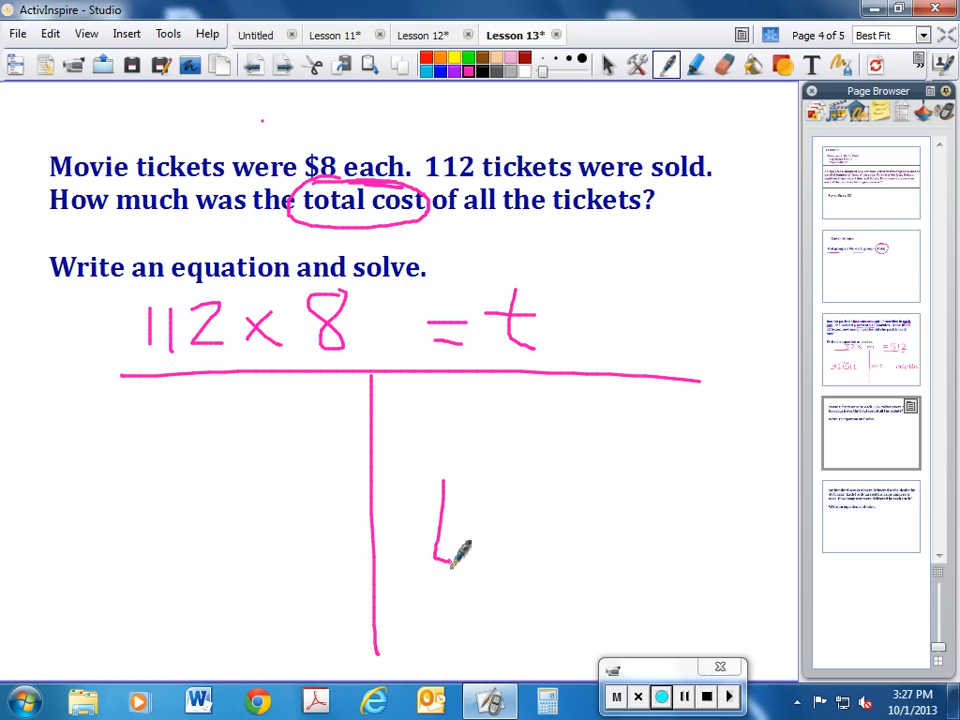 ActivInspire - Studio
File Edit View Insert Tools Help Untitled Lesson 11* Lesson 12* Lesson 13* Page 4 of 5 Best Fit
Page Browser
Movie tickets were $8 each. 112 tickets were sold.
How much was the total cost of all the tickets?
Write an equation and solve.
112 x 8 = t
M
3:27 PM
10/1/2013